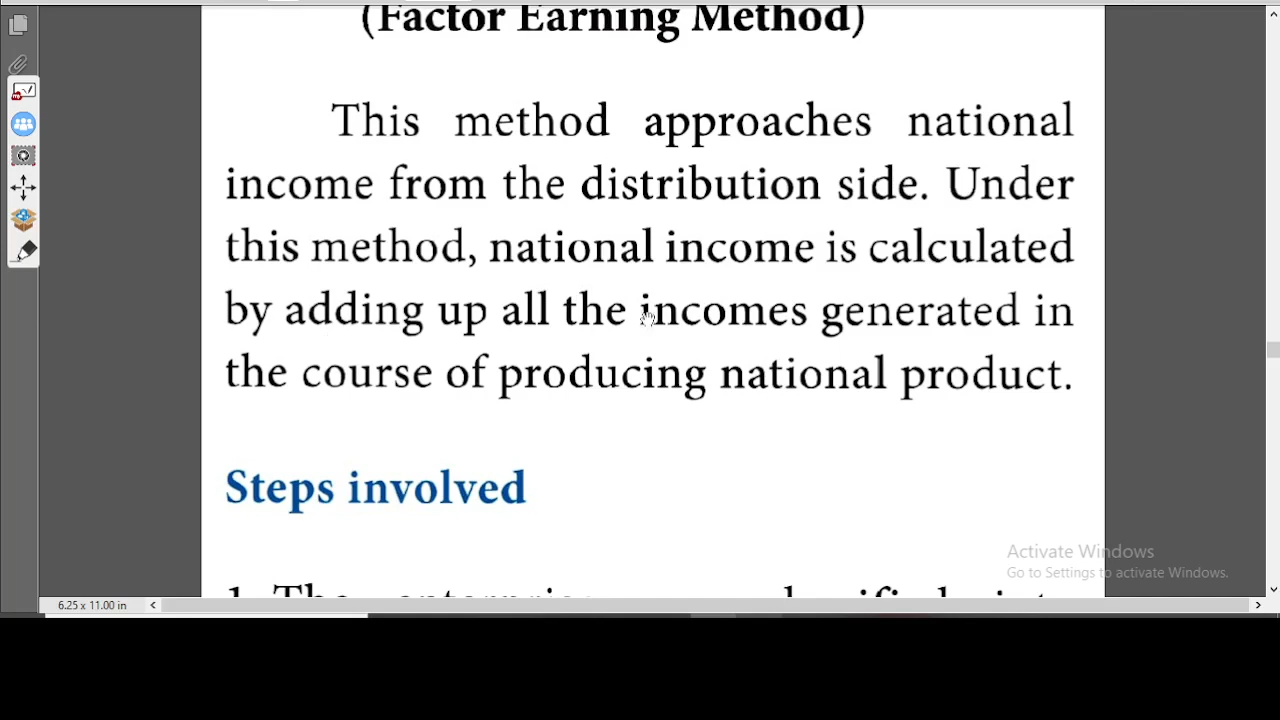 (Factor Earning Method)
This method approaches national
income from the distribution side. Under
this method, national income is calculated
by adding up all the incomes generated in
the course of producing national product.
Steps involved
1. The
Activate Windows
Go to Settings to activate Windows.
6.25 x 11.00 in